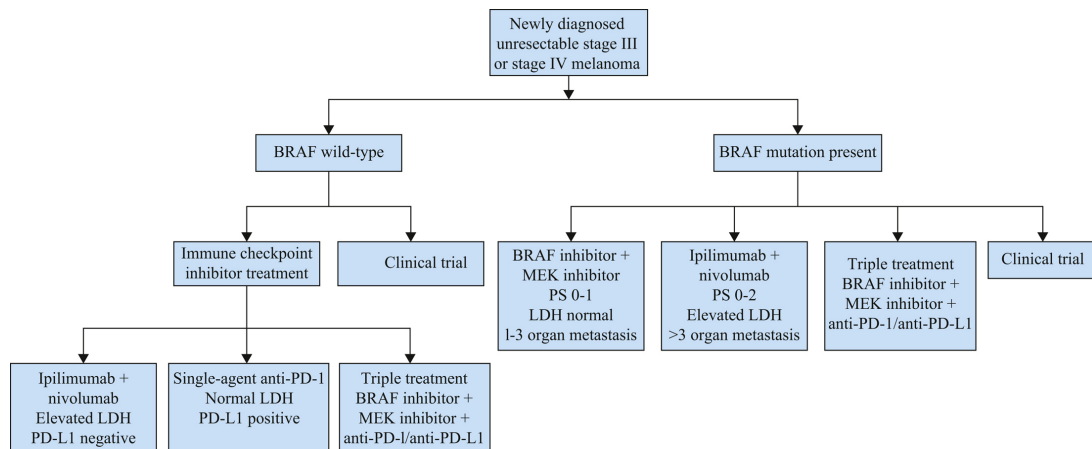 Newly diagnosed
unresectable stage III
or stage IV melanoma
BRAF wild-type
BRAF mutation present
Immune checkpoint
inhibitor treatment
Clinical trial
BRAF inhibitor +
MEK inhibitor
PS 0-1
LDH normal
l-3 organ metastasis
Ipilimumab +
nivolumab
PS 0-2
Elevated LDH
>3 organ metastasis
Triple treatment
BRAF inhibitor +
MEK inhibitor +
anti-PD-1/anti-PD-L1
Clinical trial
Ipilimumab +
nivolumab
Elevated LDH
PD-L1 negative
Single-agent anti-PD-1
Normal LDH
PD-L1 positive
Triple treatment
BRAF inhibitor +
MEK inhibitor +
anti-PD-l/anti-PD-L1